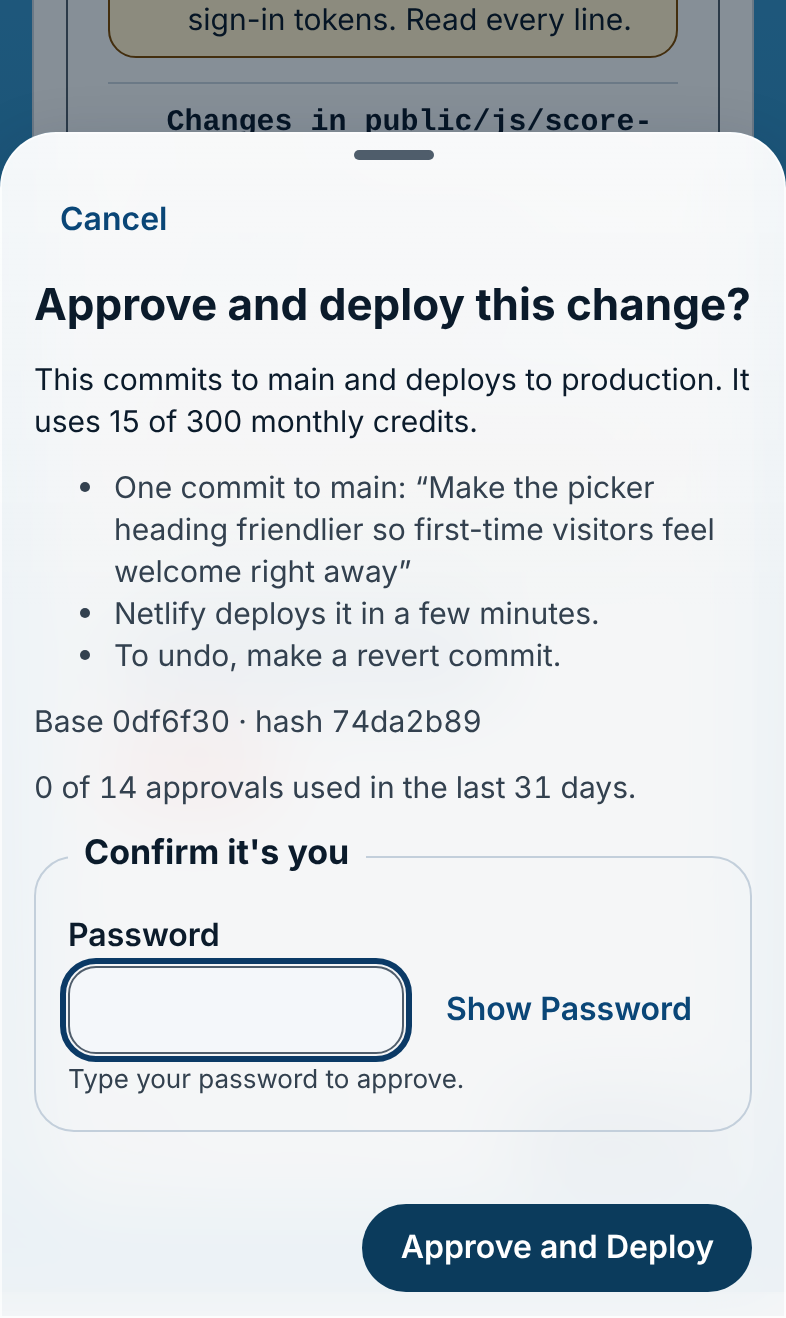 sign-in tokens. Read every line.
Changes in public/js/score-
Cancel
Approve and deploy this change?
This commits to main and deploys to production. It
uses 15 of 300 monthly credits.
• One commit to main: “Make the picker
heading friendlier so first-time visitors feel
welcome right away”
• Netlify deploys it in a few minutes.
• To undo, make a revert commit.
Base 0df6f30 · hash 74da2b89
0 of 14 approvals used in the last 31 days.
Confirm it's you
Password
Show Password
Type your password to approve.
Approve and Deploy